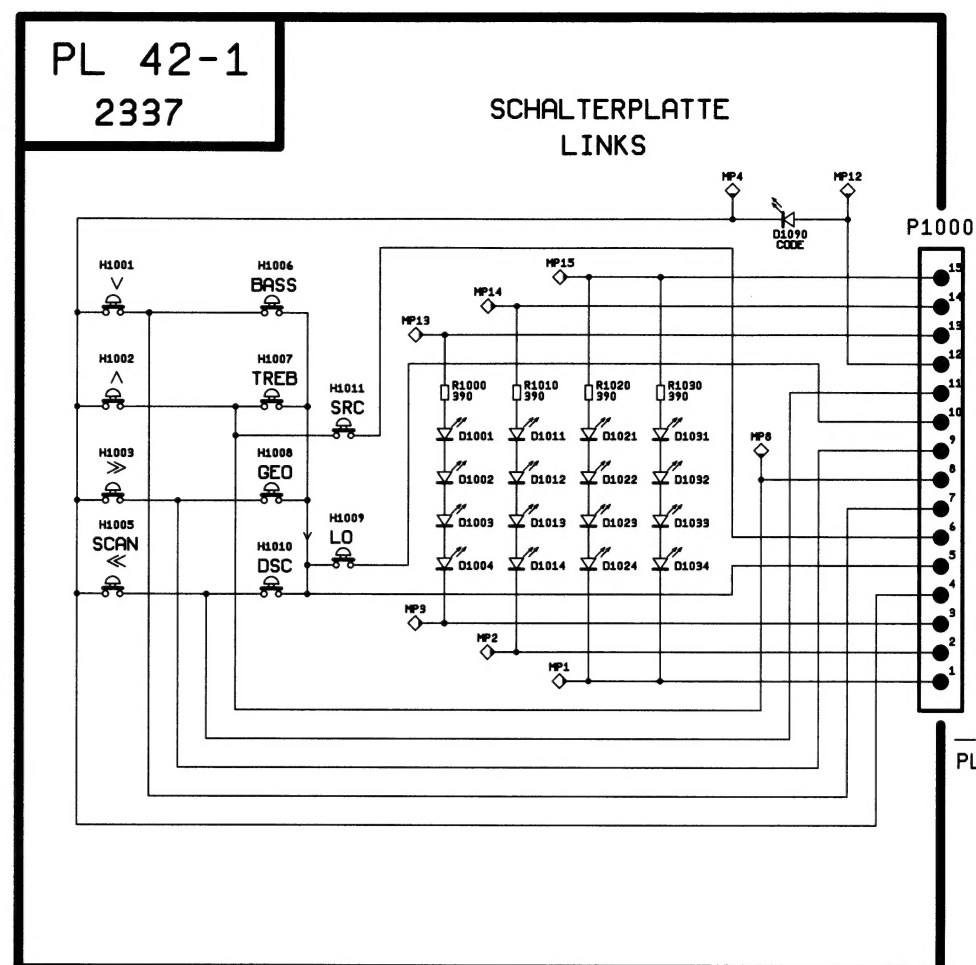 PL 42-1
2337
SCHALTERPLATTE
LINKS
MP4
MP12
D1090
CODE
P1000
H1001
∨
H1006
BASS
MP15
15
MP14
14
MP13
13
12
H1002
∧
H1007
TREB
H1011
SRC
R1000
390
R1010
390
R1020
390
R1030
390
11
10
D1001
D1011
D1021
D1031
MP8
9
H1003
≫
H1008
GEO
D1002
D1012
D1022
D1032
8
7
H1005
SCAN
≪
H1010
DSC
H1009
LO
D1003
D1013
D1023
D1033
6
D1004
D1014
D1024
D1034
5
4
MP3
3
MP2
2
MP1
1
PL